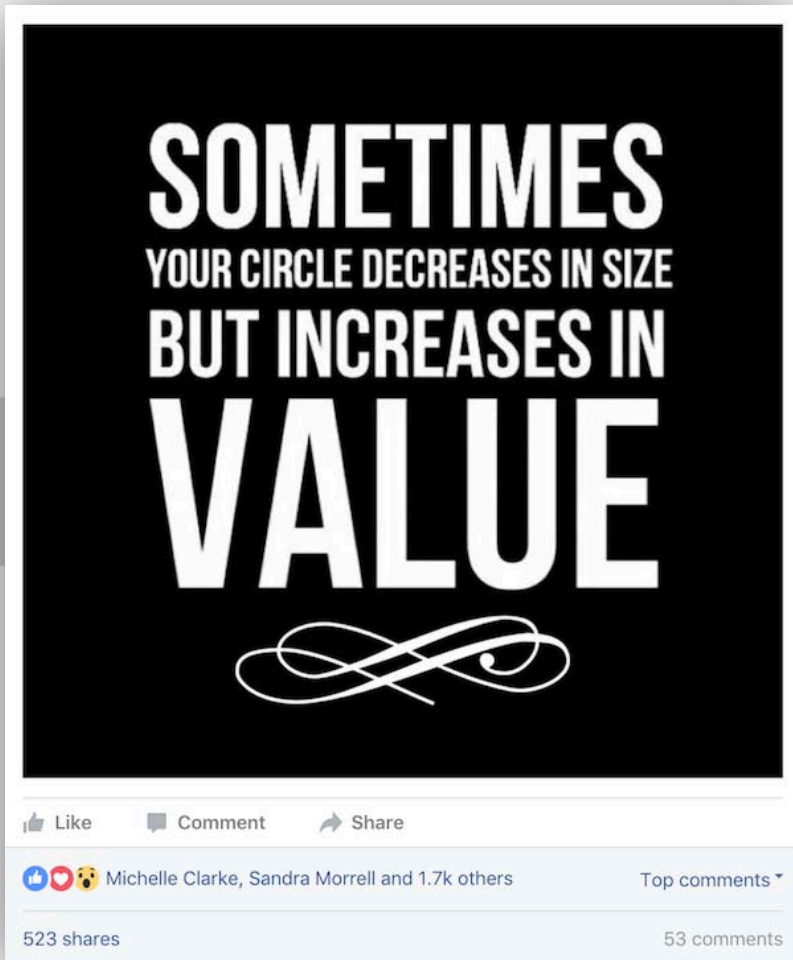 SOMETIMES
YOUR CIRCLE DECREASES IN SIZE
BUT INCREASES IN
VALUE
Like Comment Share
Michelle Clarke, Sandra Morrell and 1.7k others Top comments
523 shares 53 comments